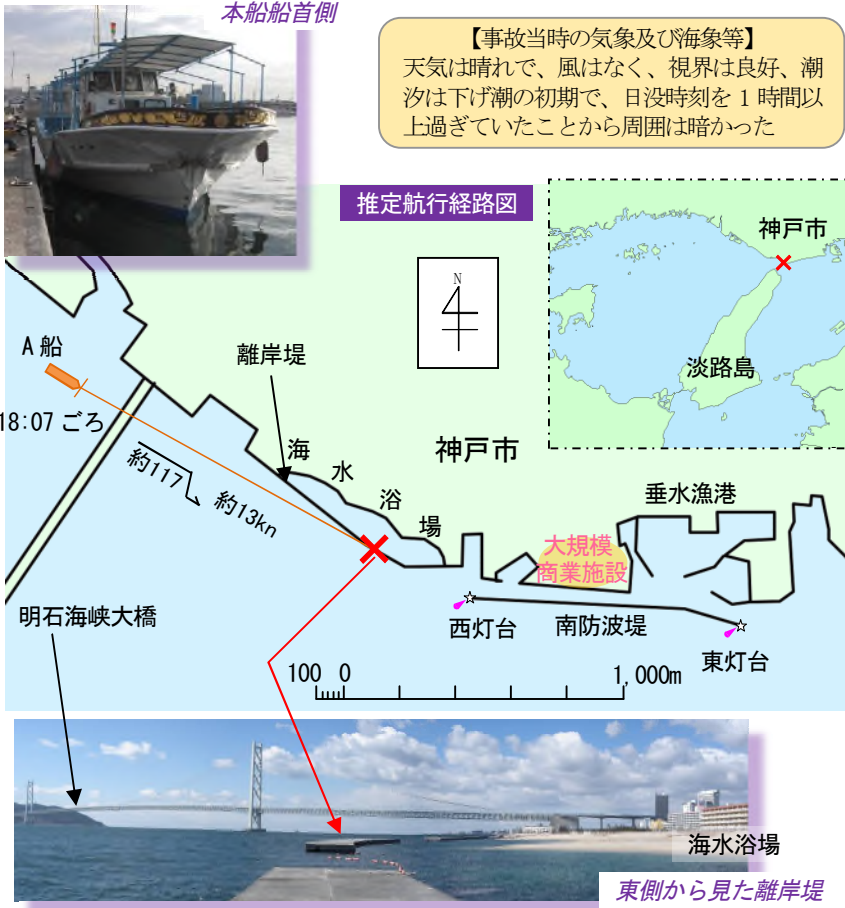 本船船首側
【事故当時の気象及び海象等】
天気は晴れで、風はなく、視界は良好、潮
汐は下げ潮の初期で、日没時刻を1時間以
上過ぎていたことから周囲は暗かった
推定航行経路図
神戸市
淡路島
N
A船
18:07ごろ
離岸堤
約117
約13kn
海水浴場
神戸市
垂水漁港
大規模
商業施設
明石海峡大橋
西灯台
南防波堤
東灯台
100 0 1,000m
海水浴場
東側から見た離岸堤